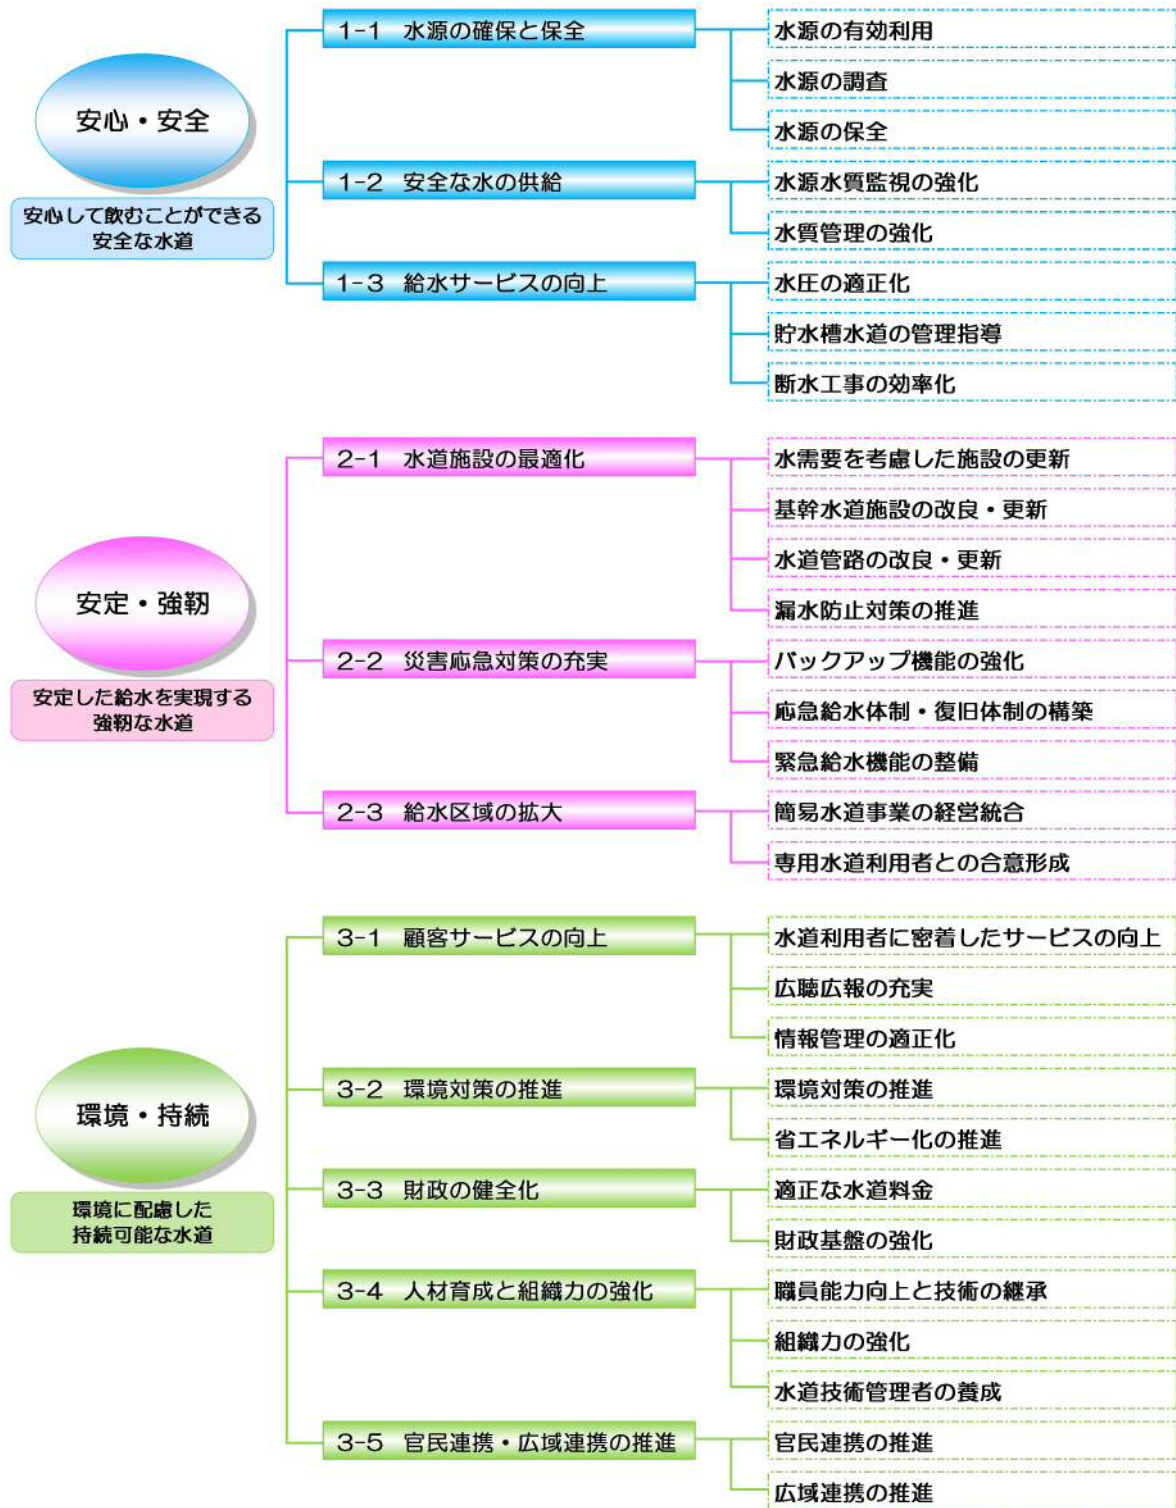 安心・安全
安心して飲むことができる
安全な水道
1-1 水源の確保と保全
水源の有効利用
水源の調査
水源の保全
1-2 安全な水の供給
水源水質監視の強化
水質管理の強化
1-3 給水サービスの向上
水圧の適正化
貯水槽水道の管理指導
断水工事の効率化
安定・強靭
安定した給水を実現する
強靭な水道
2-1 水道施設の最適化
水需要を考慮した施設の更新
基幹水道施設の改良・更新
水道管路の改良・更新
漏水防止対策の推進
2-2 災害応急対策の充実
バックアップ機能の強化
応急給水体制・復旧体制の構築
緊急給水機能の整備
2-3 給水区域の拡大
簡易水道事業の経営統合
専用水道利用者との合意形成
環境・持続
環境に配慮した
持続可能な水道
3-1 顧客サービスの向上
水道利用者に密着したサービスの向上
広聴広報の充実
情報管理の適正化
3-2 環境対策の推進
環境対策の推進
省エネルギー化の推進
3-3 財政の健全化
適正な水道料金
財政基盤の強化
3-4 人材育成と組織力の強化
職員能力向上と技術の継承
組織力の強化
水道技術管理者の養成
3-5 官民連携・広域連携の推進
官民連携の推進
広域連携の推進